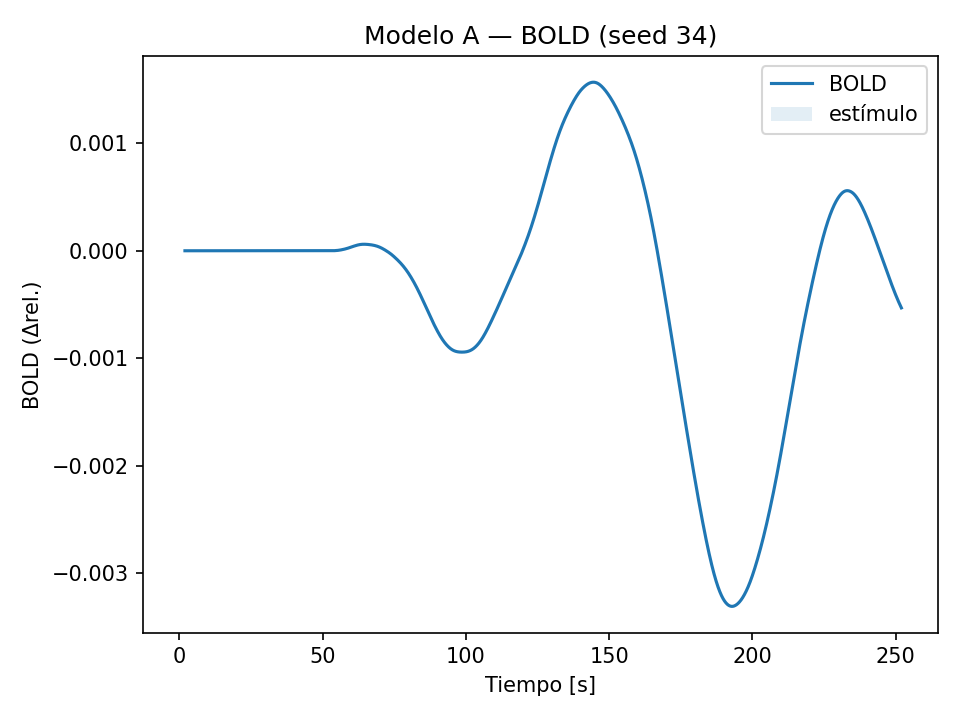 Modelo A — BOLD (seed 34)
BOLD
estímulo
0.001
0.000
−0.001
−0.002
−0.003
BOLD (Δrel.)
0
50
100
150
200
250
Tiempo [s]